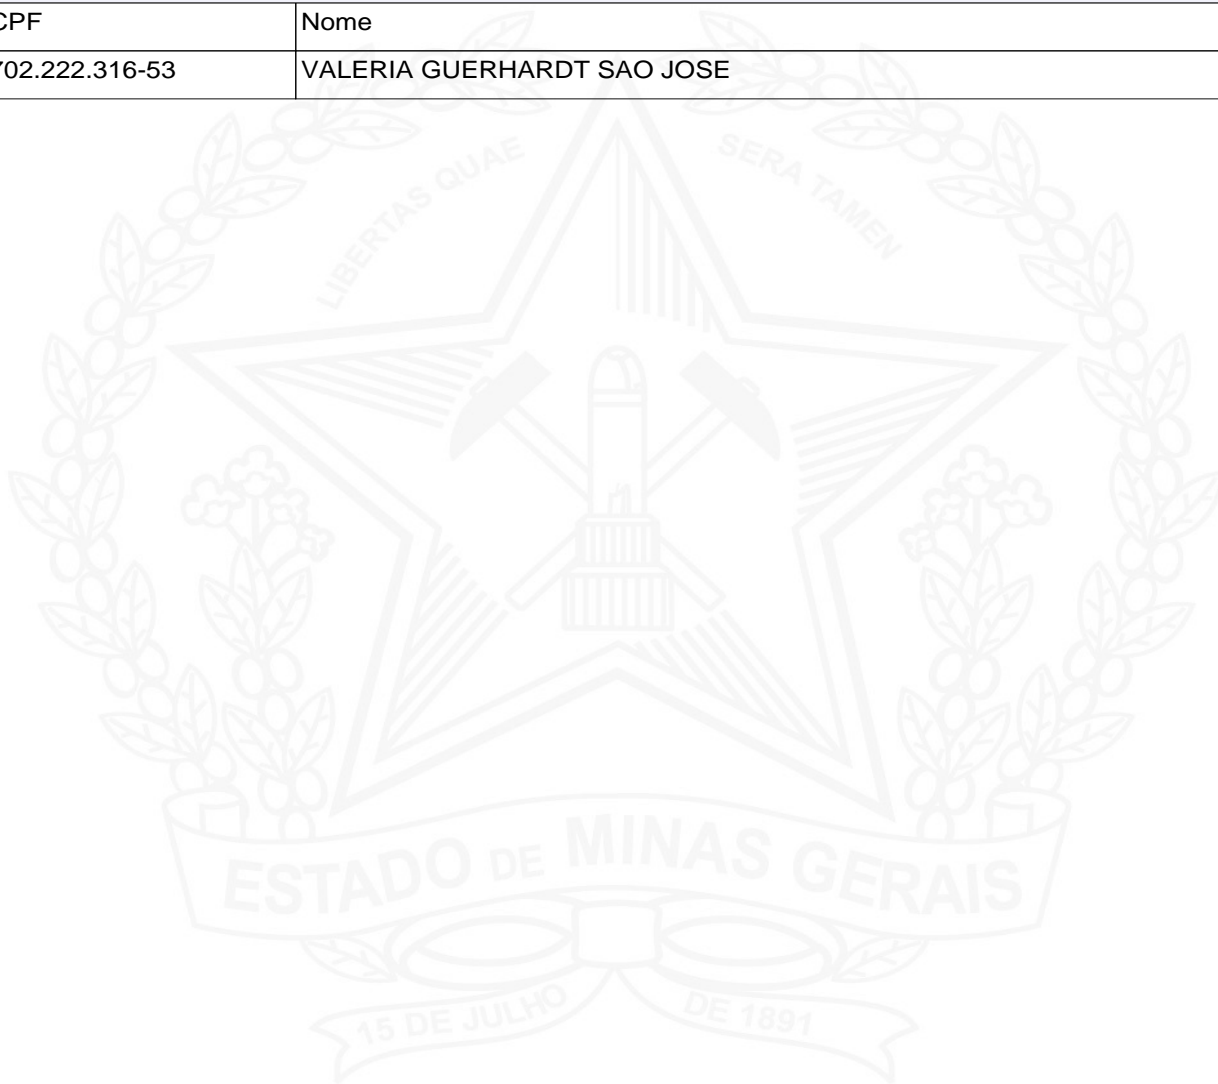 CPF Nome
702.222.316-53 VALERIA GUERHARDT SAO JOSE
LIBERTAS QUAE SERA TAMEN
ESTADO DE MINAS GERAIS
15 DE JULHO DE 1891